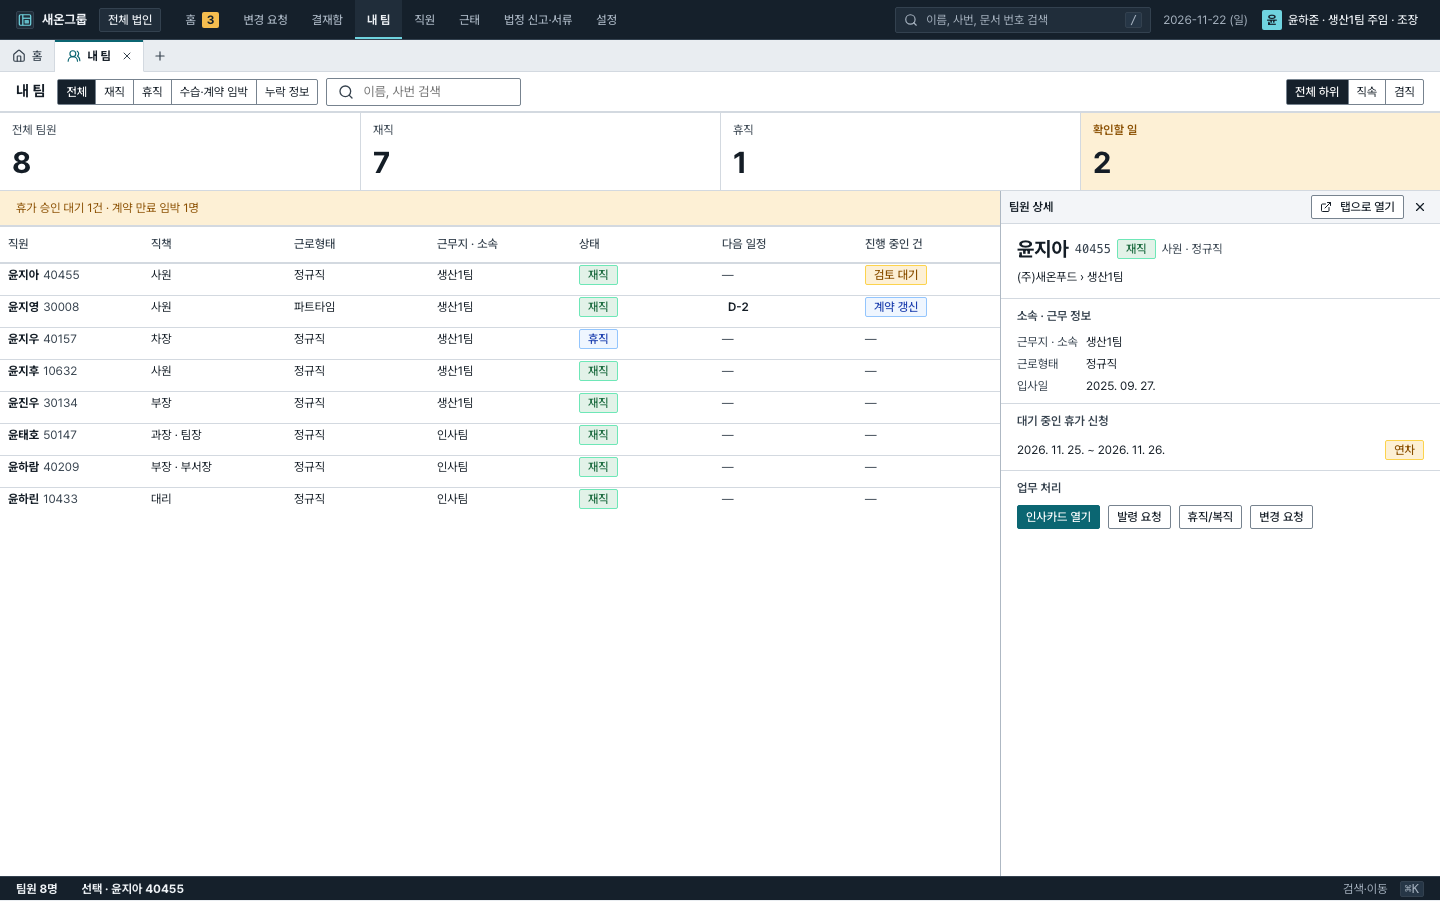 새온그룹 전체 법인 홈 3 변경 요청 결재함 내 팀 직원 근태 법정 신고·서류 설정 이름, 사번, 문서 번호 검색 / 2026-11-22 (일) 윤 윤하준 · 생산1팀 주임 · 조장
홈 내 팀
내 팀 전체 재직 휴직 수습·계약 임박 누락 정보 이름, 사번 검색 전체 하위 직속 겸직
전체 팀원 재직 휴직 확인할 일
8 7 1 2
휴가 승인 대기 1건 · 계약 만료 임박 1명
직원 직책 근로형태 근무지 · 소속 상태 다음 일정 진행 중인 건
윤지아 40455 사원 정규직 생산1팀 재직 — 검토 대기
윤지영 30008 사원 파트타임 생산1팀 재직 D-2 계약 갱신
윤지우 40157 차장 정규직 생산1팀 휴직 — —
윤지후 10632 사원 정규직 생산1팀 재직 — —
윤진우 30134 부장 정규직 생산1팀 재직 — —
윤태호 50147 과장 · 팀장 정규직 인사팀 재직 — —
윤하람 40209 부장 · 부서장 정규직 인사팀 재직 — —
윤하린 10433 대리 정규직 인사팀 재직 — —
팀원 상세 탭으로 열기
윤지아 40455 재직 사원 · 정규직
(주)새온푸드 › 생산1팀
소속 · 근무 정보
근무지 · 소속 생산1팀
근로형태 정규직
입사일 2025. 09. 27.
대기 중인 휴가 신청
2026. 11. 25. ~ 2026. 11. 26. 연차
업무 처리
인사카드 열기 발령 요청 휴직/복직 변경 요청
팀원 8명 선택 · 윤지아 40455 검색·이동 ⌘K